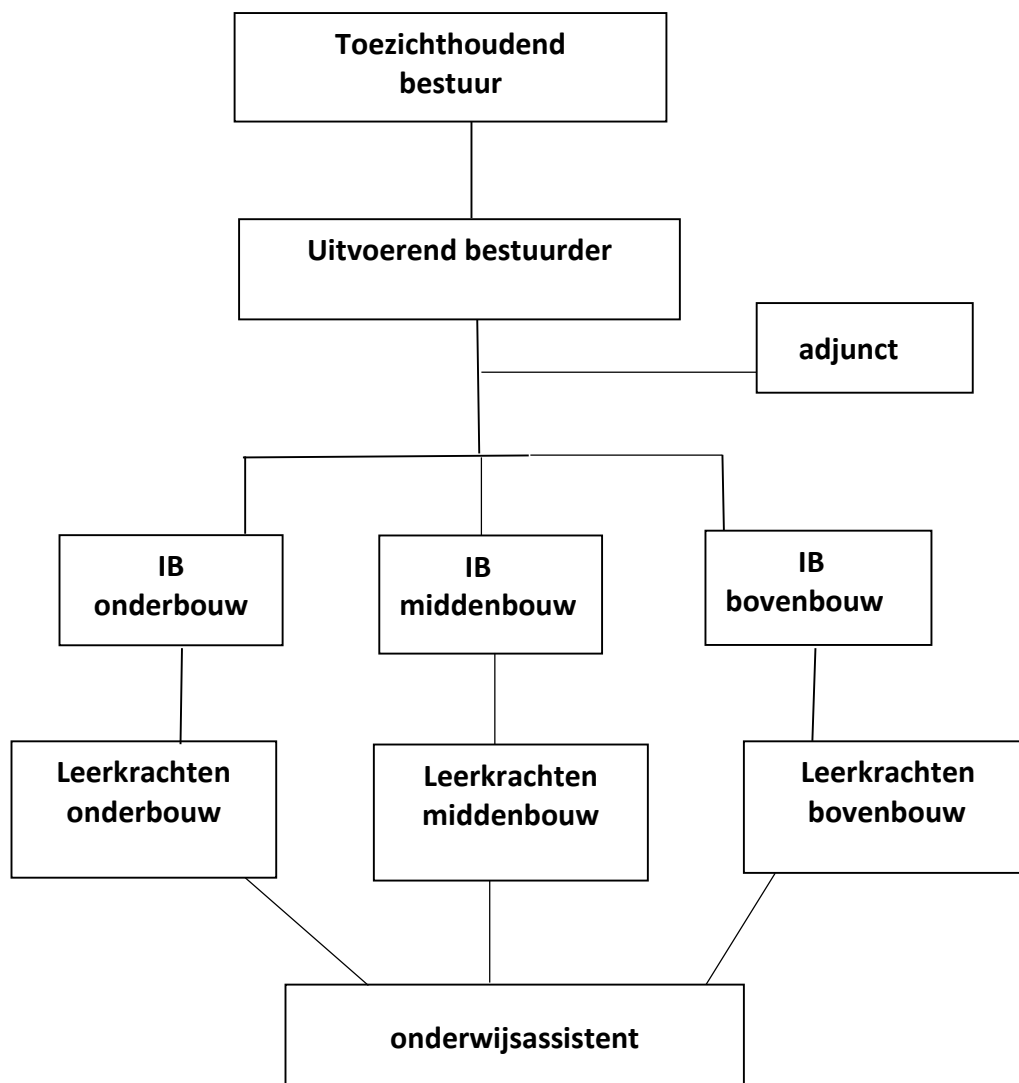 Toezichthoudend
bestuur
Uitvoerend bestuurder
adjunct
IB
onderbouw
IB
middenbouw
IB
bovenbouw
Leerkrachten
onderbouw
Leerkrachten
middenbouw
Leerkrachten
bovenbouw
onderwijsassistent